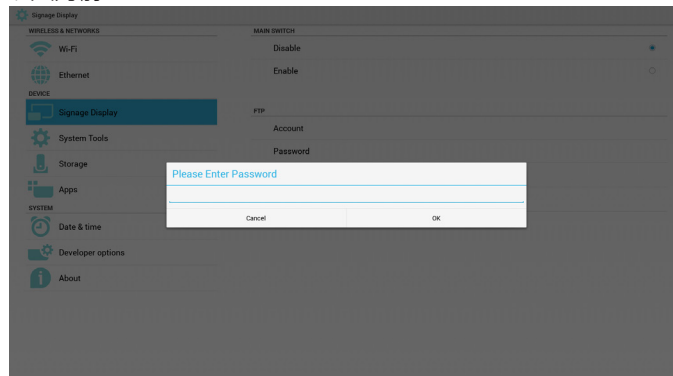 Signage Display
WIRELESS & NETWORKS
Wi-Fi
Ethernet
DEVICE
Signage Display
System Tools
Storage
Apps
SYSTEM
Date & time
Developer options
About
MAIN SWITCH
Disable
Enable
FTP
Account
Password
Please Enter Password
Cancel
OK